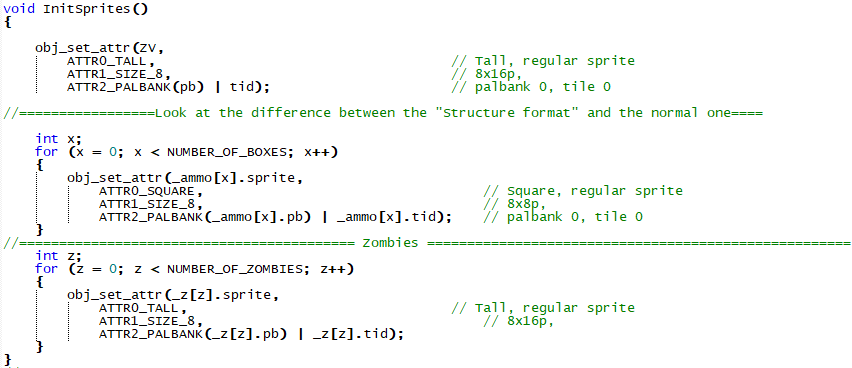 void InitSprites()
{
obj_set_attr(ZV,
ATTR0_TALL, // Tall, regular sprite
ATTR1_SIZE_8, // 8x16p,
ATTR2_PALBANK(pb) | tid); // palbank 0, tile 0
//=================Look at the difference between the "Structure format" and the normal one====
int x;
for (x = 0; x < NUMBER_OF_BOXES; x++)
{
obj_set_attr(_ammo[x].sprite,
ATTR0_SQUARE, // Square, regular sprite
ATTR1_SIZE_8, // 8x8p,
ATTR2_PALBANK(_ammo[x].pb) | _ammo[x].tid); // palbank 0, tile 0
}
//========================================== Zombies =====================================================
int z;
for (z = 0; z < NUMBER_OF_ZOMBIES; z++)
{
obj_set_attr(_z[z].sprite,
ATTR0_TALL, // Tall, regular sprite
ATTR1_SIZE_8, // 8x16p,
ATTR2_PALBANK(_z[z].pb) | _z[z].tid);
}
}